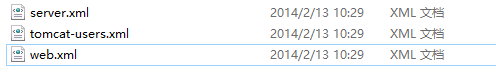 server.xml 2014/2/13 10:29 XML 文档
tomcat-users.xml 2014/2/13 10:29 XML 文档
web.xml 2014/2/13 10:29 XML 文档